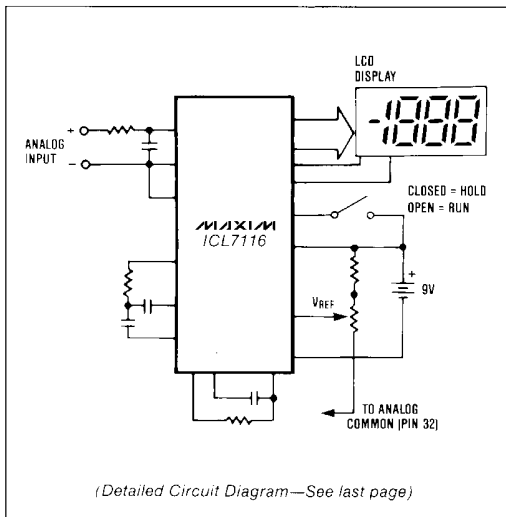 LCD
DISPLAY
-1888
+
ANALOG
INPUT
-
CLOSED = HOLD
OPEN = RUN
MAXIM
ICL7116
+
9V
VREF
TO ANALOG
COMMON (PIN 32)
(Detailed Circuit Diagram—See last page)